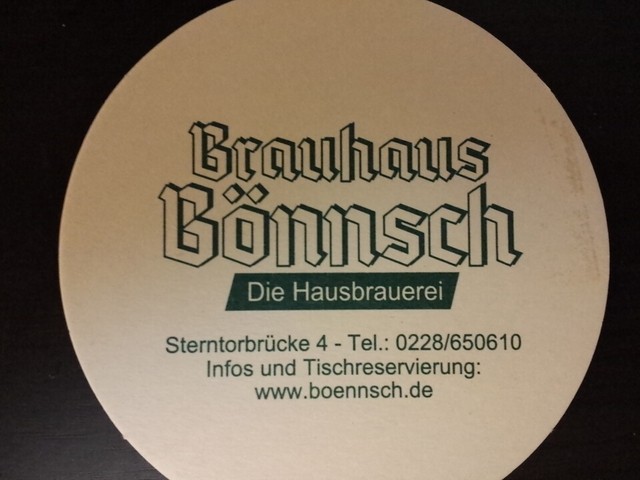 Brauhaus
Bönnsch
Die Hausbrauerei
Sterntorbrücke 4 - Tel.: 0228/650610
Infos und Tischreservierung:
www.boennsch.de